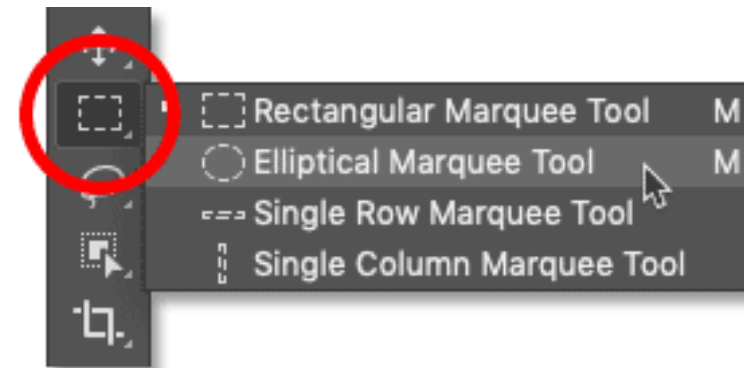 Rectangular Marquee Tool M
Elliptical Marquee Tool M
Single Row Marquee Tool
Single Column Marquee Tool